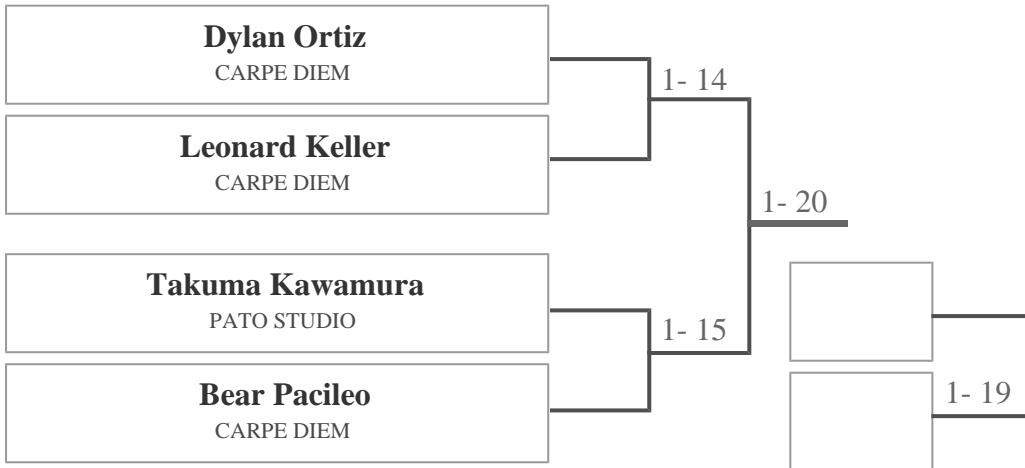 Dylan Ortiz
CARPE DIEM
1- 14
Leonard Keller
CARPE DIEM
1- 20
Takuma Kawamura
PATO STUDIO
1- 15
Bear Pacileo
CARPE DIEM
1- 19